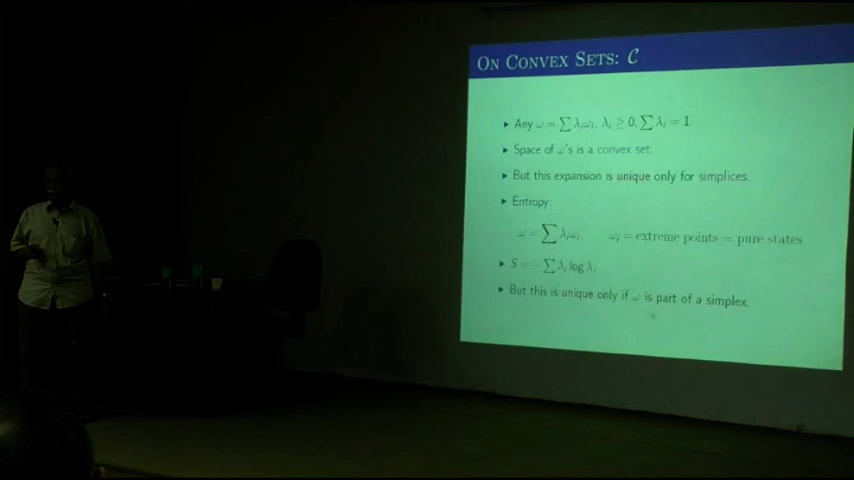 ON CONVEX SETS: 𝒞
▶ Any ω = ∑ λᵢωᵢ, λᵢ ≥ 0, ∑ λᵢ = 1
▶ Space of ω's is a convex set.
▶ But this expansion is unique only for simplices.
▶ Entropy:
ω = ∑ λᵢωᵢ, ωᵢ = extreme points = pure states
▶ S = −∑ λᵢ log λᵢ
▶ But this is unique only if ω is part of a simplex.